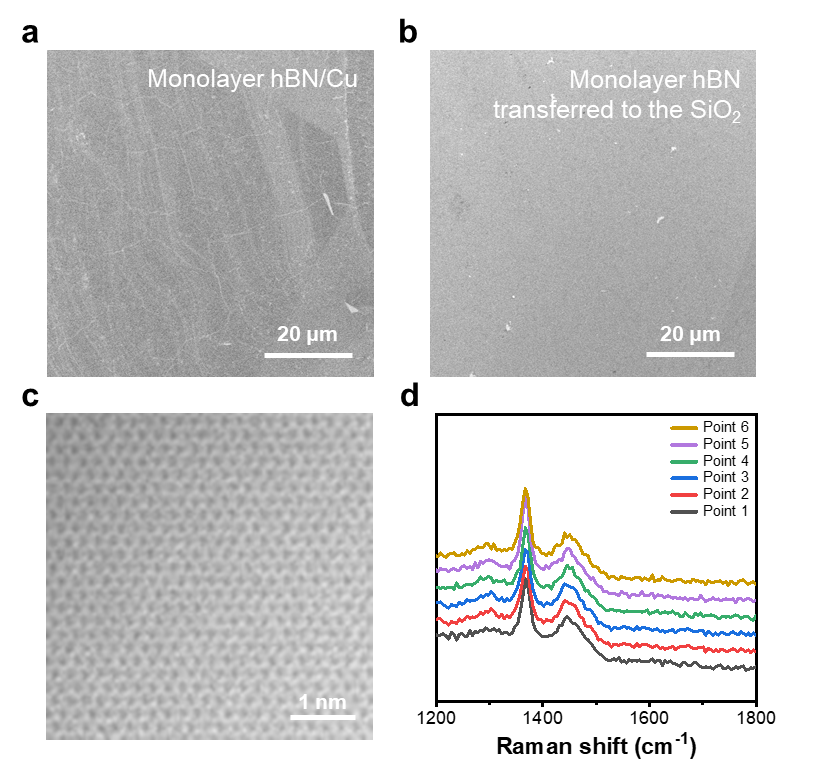 a
Monolayer hBN/Cu
20 µm
b
Monolayer hBN
transferred to the SiO₂
20 µm
c
1 nm
d
Point 6
Point 5
Point 4
Point 3
Point 2
Point 1
1200 1400 1600 1800
Raman shift (cm⁻¹)